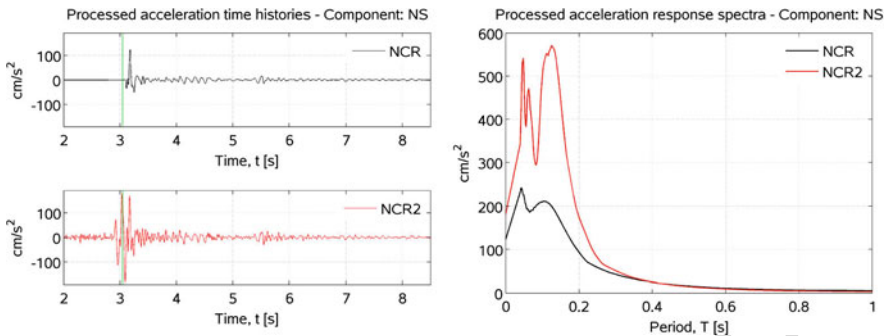 Processed acceleration time histories - Component: NS
100
0
-100
cm/s²
NCR
2 3 4 5 6 7 8
Time, t [s]
100
0
-100
cm/s²
NCR2
2 3 4 5 6 7 8
Time, t [s]
Processed acceleration response spectra - Component: NS
600
500
400
300
200
100
0
cm/s²
NCR
NCR2
0 0.2 0.4 0.6 0.8 1
Period, T [s]